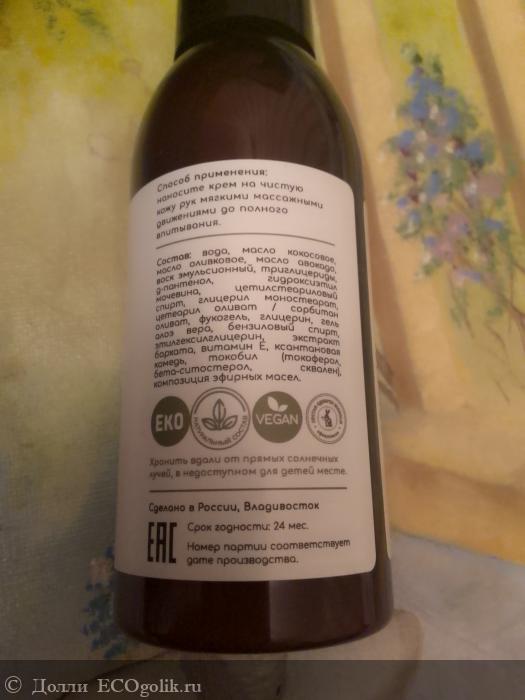 Способ применения:
наносите крем на чистую
кожу рук мягкими массажными
движениями до полного
впитывания.
Состав: вода, масло кокосовое,
масло оливковое, масло авокадо,
воск эмульсионный, триглицериды,
д-пантенол, гидроксиэтил
мочевина, цетилстеариловый
спирт, глицерил моностеарат,
цетеарил оливат / сорбитан
оливат, фукогель, глицерин, гель
алоэ вера, бензиловый спирт,
этилгексилглицерин, экстракт
бархата, витамин Е, ксантановая
камедь, токобил (токоферол,
бета-ситостерол, сквален),
композиция эфирных масел.
ЕКО
НАТУРАЛЬНЫЙ СОСТАВ
VEGAN
Хранить вдали от прямых солнечных
лучей, в недоступном для детей месте.
Сделано в России, Владивосток
EAC
Срок годности: 24 мес.
Номер партии соответствует
дате производства.
© Долли ECOgolik.ru